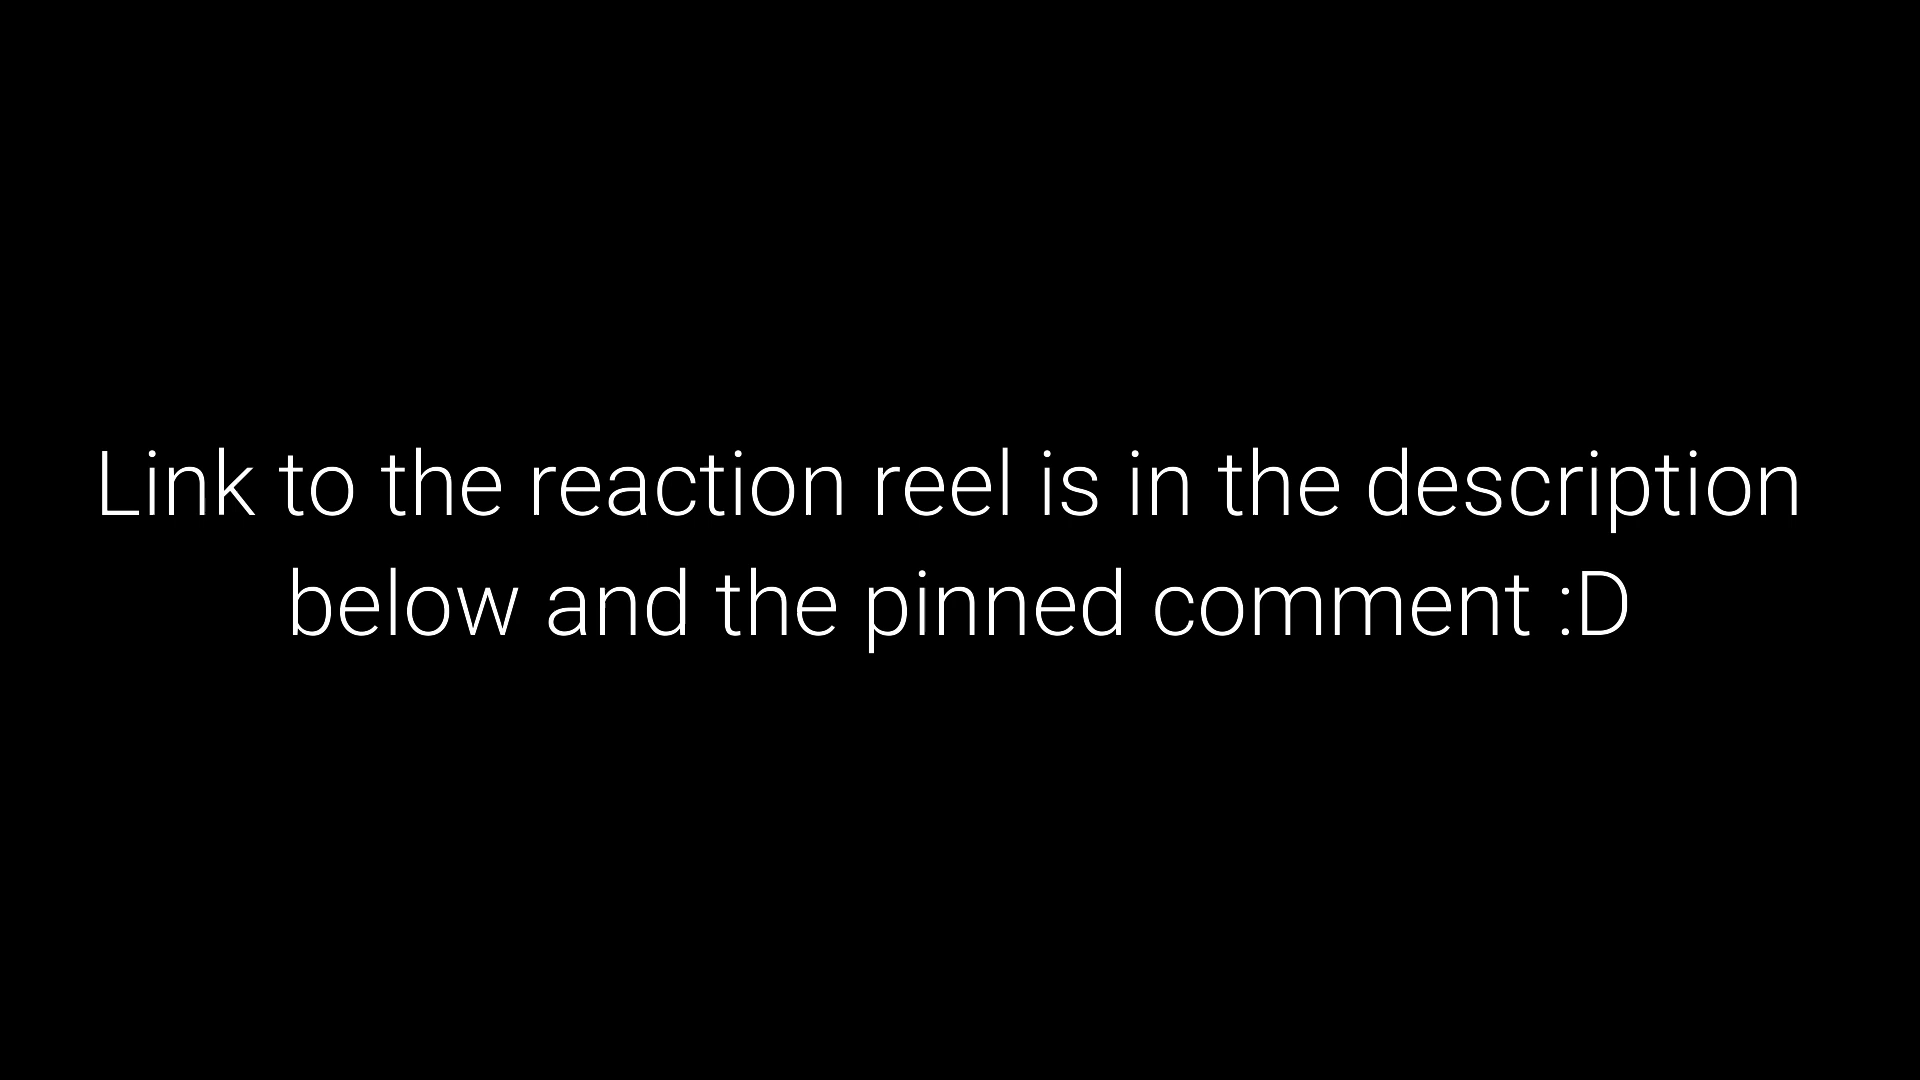 Link to the reaction reel is in the description
below and the pinned comment :D